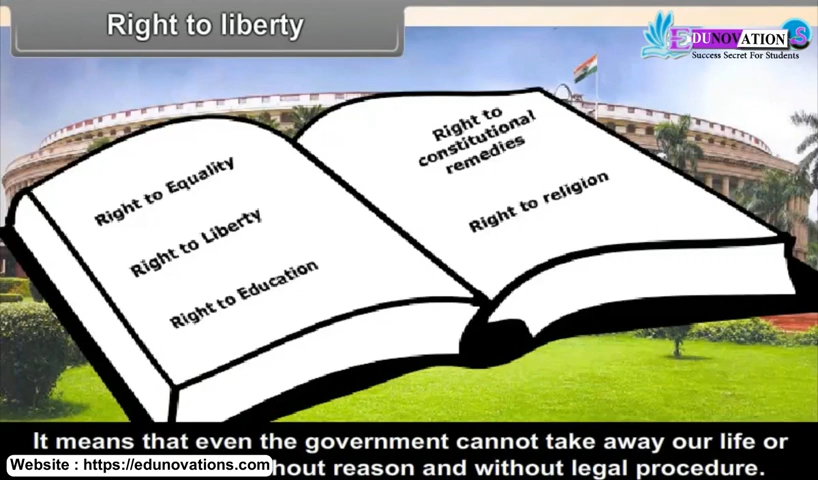 Right to liberty
EDUNOVATIONS
Success Secret For Students
Right to Equality
Right to Liberty
Right to Education
Right to
constitutional
remedies
Right to religion
It means that even the government cannot take away our life or
Website : https://edunovations.com
hout reason and without legal procedure.